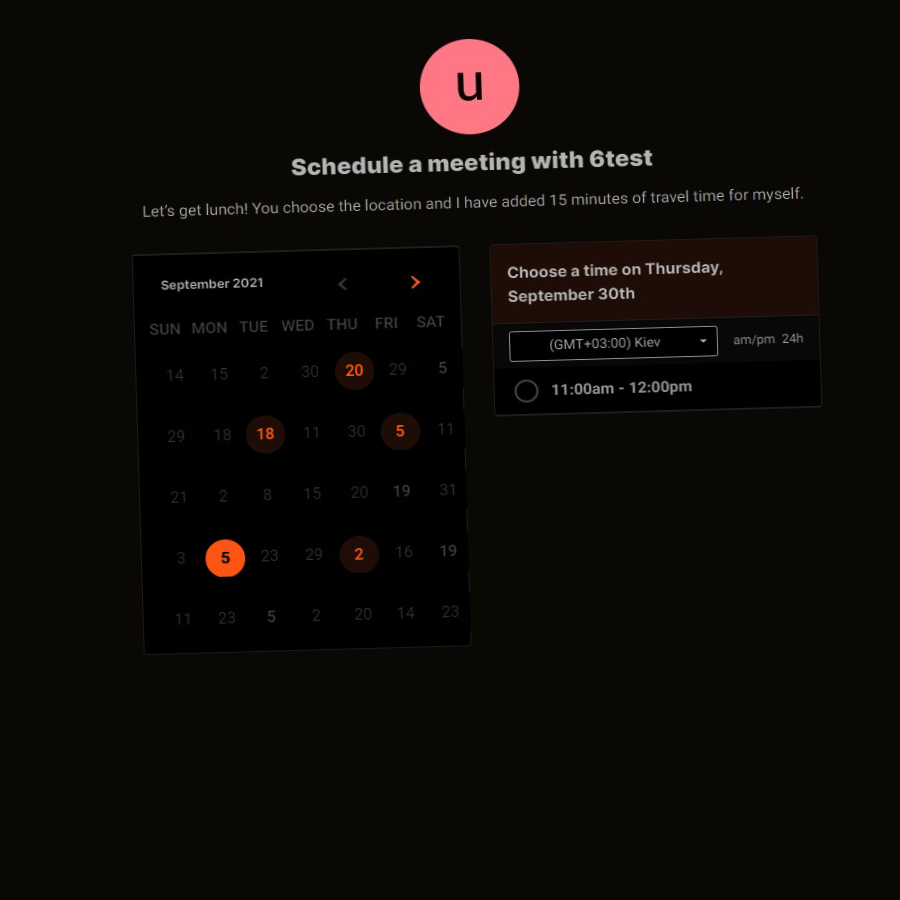 u
Schedule a meeting with 6test
Let's get lunch! You choose the location and I have added 15 minutes of travel time for myself.
September 2021
SUN MON TUE WED THU FRI SAT
14 15 2 30 20 29 5
29 18 18 11 30 5 11
21 2 8 15 20 19 31
3 5 23 29 2 16 19
11 23 5 2 20 14 23
Choose a time on Thursday,
September 30th
(GMT+03:00) Kiev am/pm 24h
11:00am - 12:00pm